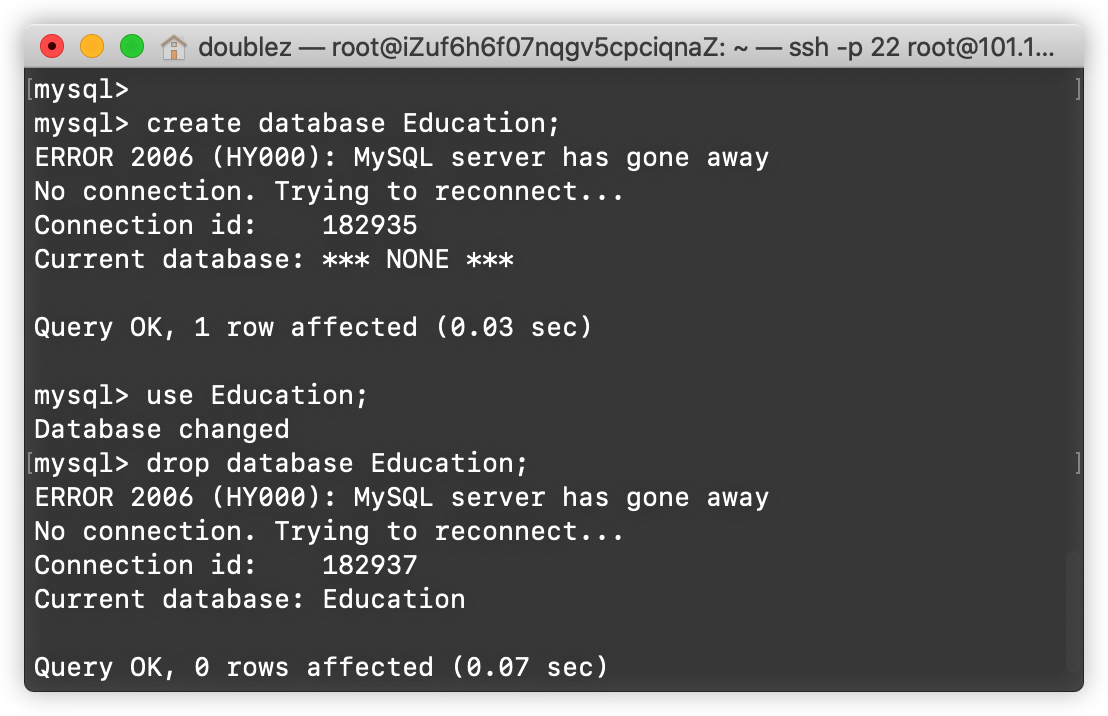 doublez — root@iZuf6h6f07nqgv5cpciqnaZ: ~ — ssh -p 22 root@101.1...
[mysql> ]
mysql> create database Education;
ERROR 2006 (HY000): MySQL server has gone away
No connection. Trying to reconnect...
Connection id:    182935
Current database: *** NONE ***
Query OK, 1 row affected (0.03 sec)
mysql> use Education;
Database changed
[mysql> drop database Education; ]
ERROR 2006 (HY000): MySQL server has gone away
No connection. Trying to reconnect...
Connection id:    182937
Current database: Education
Query OK, 0 rows affected (0.07 sec)